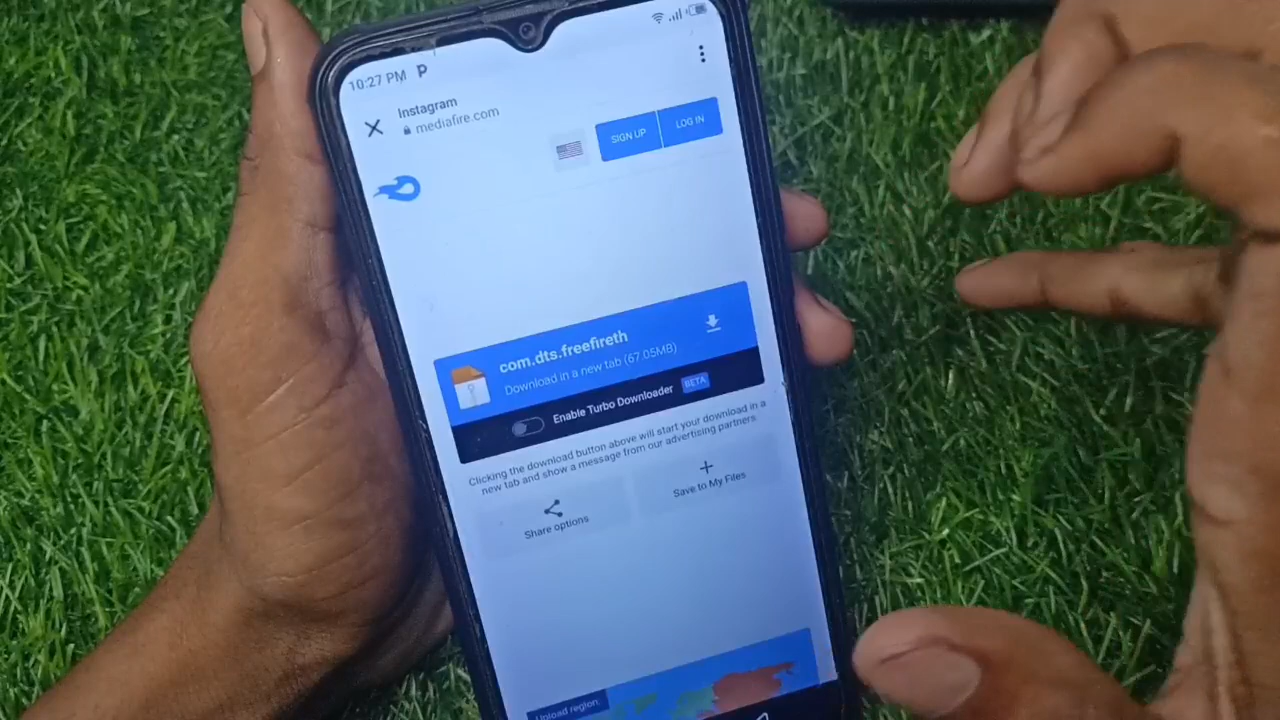 10:27 PM
Instagram
mediafire.com
SIGN UP
LOG IN
com.dts.freefireth
Download in a new tab (67.05MB)
Enable Turbo Downloader BETA
Clicking the download button above will start your download in a
new tab and show a message from our advertising partners.
Share options
Save to My Files
Upload region: